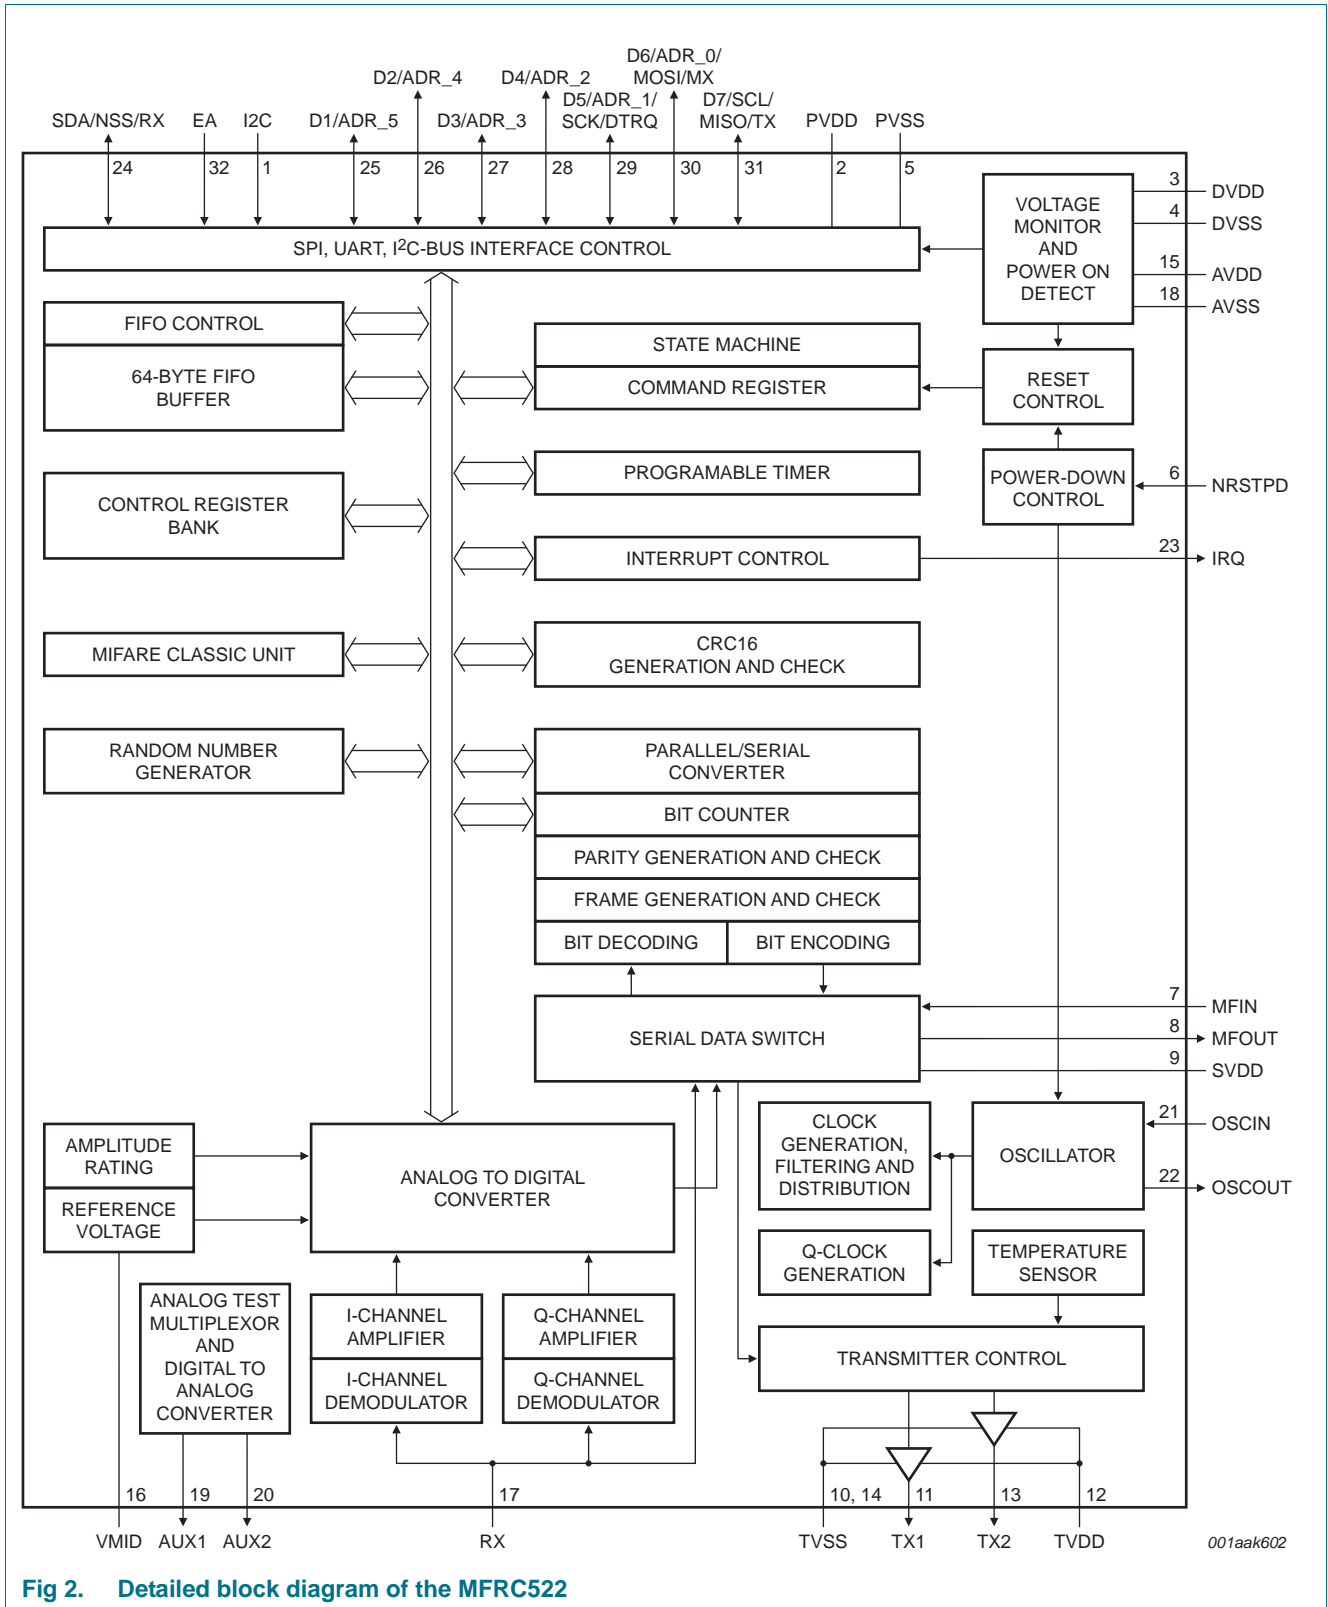 D6/ADR_0/
MOSI/MX
D2/ADR_4
D4/ADR_2
D5/ADR_1/
SCK/DTRQ
D7/SCL/
MISO/TX
SDA/NSS/RX
EA
I2C
D1/ADR_5
D3/ADR_3
PVDD
PVSS
24
32
1
25
26
27
28
29
30
31
2
5
VOLTAGE
MONITOR
AND
POWER ON
DETECT
3
DVDD
4
DVSS
15
AVDD
18
AVSS
SPI, UART, I2C-BUS INTERFACE CONTROL
FIFO CONTROL
64-BYTE FIFO
BUFFER
STATE MACHINE
COMMAND REGISTER
RESET
CONTROL
CONTROL REGISTER
BANK
PROGRAMABLE TIMER
POWER-DOWN
CONTROL
6
NRSTPD
INTERRUPT CONTROL
23
IRQ
MIFARE CLASSIC UNIT
CRC16
GENERATION AND CHECK
RANDOM NUMBER
GENERATOR
PARALLEL/SERIAL
CONVERTER
BIT COUNTER
PARITY GENERATION AND CHECK
FRAME GENERATION AND CHECK
BIT DECODING
BIT ENCODING
SERIAL DATA SWITCH
7
MFIN
8
MFOUT
9
SVDD
AMPLITUDE
RATING
REFERENCE
VOLTAGE
ANALOG TO DIGITAL
CONVERTER
CLOCK
GENERATION,
FILTERING AND
DISTRIBUTION
OSCILLATOR
21
OSCIN
22
OSCOUT
Q-CLOCK
GENERATION
TEMPERATURE
SENSOR
ANALOG TEST
MULTIPLEXOR
AND
DIGITAL TO
ANALOG
CONVERTER
I-CHANNEL
AMPLIFIER
I-CHANNEL
DEMODULATOR
Q-CHANNEL
AMPLIFIER
Q-CHANNEL
DEMODULATOR
TRANSMITTER CONTROL
16
19
20
17
10, 14
11
13
12
VMID
AUX1
AUX2
RX
TVSS
TX1
TX2
TVDD
001aak602
Fig 2. Detailed block diagram of the MFRC522